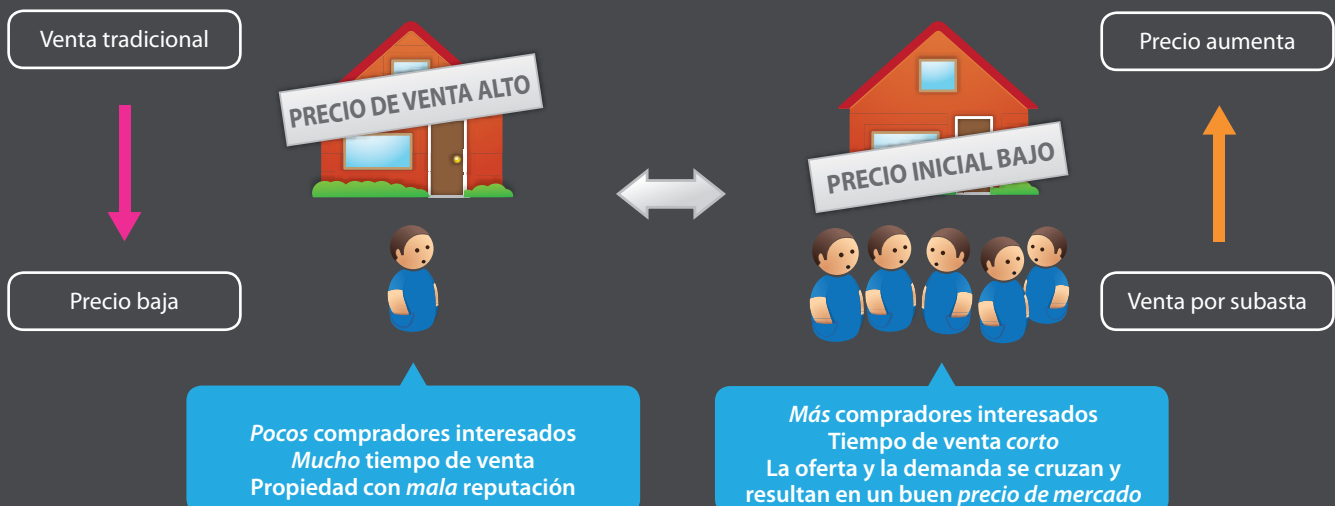 Venta tradicional
PRECIO DE VENTA ALTO
Precio baja
Pocos compradores interesados
Mucho tiempo de venta
Propiedad con mala reputación
Precio aumenta
PRECIO INICIAL BAJO
Venta por subasta
Más compradores interesados
Tiempo de venta corto
La oferta y la demanda se cruzan y
resultan en un buen precio de mercado